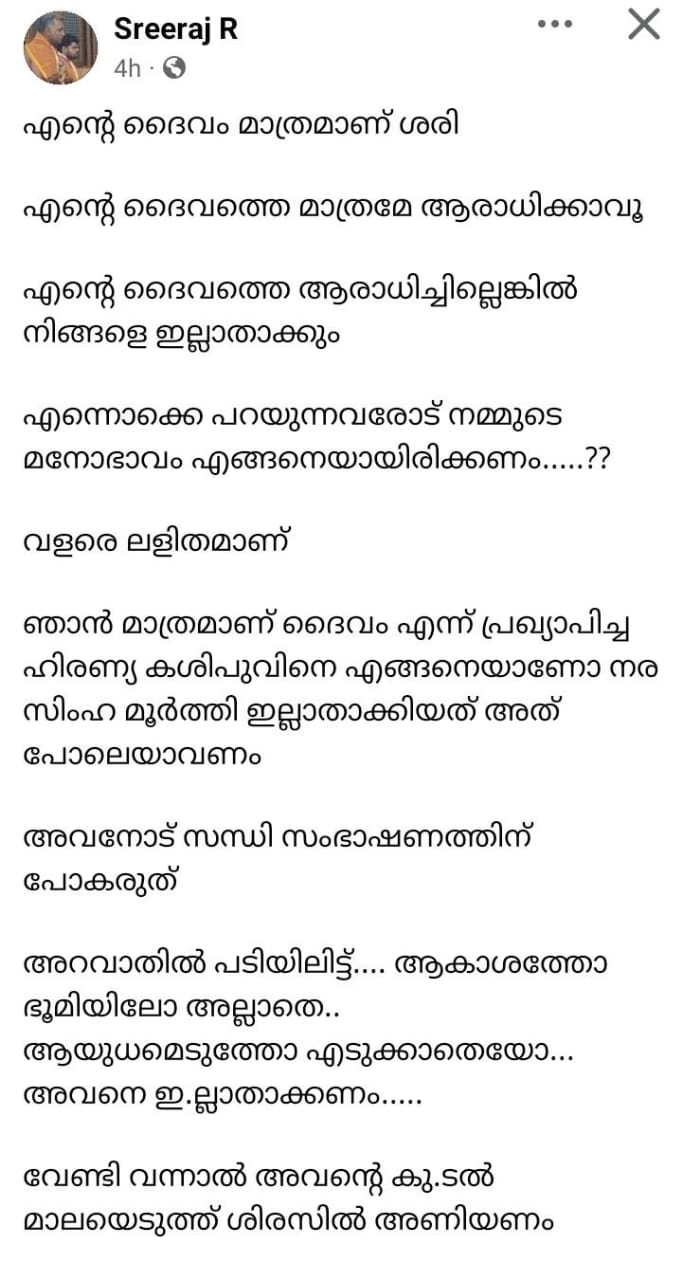 Sreeraj R
4h ·
എന്റെ ദൈവം മാത്രമാണ് ശരി
എന്റെ ദൈവത്തെ മാത്രമേ ആരാധിക്കാവൂ
എന്റെ ദൈവത്തെ ആരാധിച്ചില്ലെങ്കിൽ
നിങ്ങളെ ഇല്ലാതാക്കും
എന്നൊക്കെ പറയുന്നവരോട് നമ്മുടെ
മനോഭാവം എങ്ങനെയായിരിക്കണം.....??
വളരെ ലളിതമാണ്
ഞാൻ മാത്രമാണ് ദൈവം എന്ന് പ്രഖ്യാപിച്ച
ഹിരണ്യ കശിപുവിനെ എങ്ങനെയാണോ നര
സിംഹ മൂർത്തി ഇല്ലാതാക്കിയത് അത്
പോലെയാവണം
അവനോട് സന്ധി സംഭാഷണത്തിന്
പോകരുത്
അറവാതിൽ പടിയിലിട്ട്.... ആകാശത്തോ
ഭൂമിയിലോ അല്ലാതെ..
ആയുധമെടുത്തോ എടുക്കാതെയോ...
അവനെ ഇ.ല്ലാതാക്കണം.....
വേണ്ടി വന്നാൽ അവന്റെ കു.ടൽ
മാലയെടുത്ത് ശിരസിൽ അണിയണം